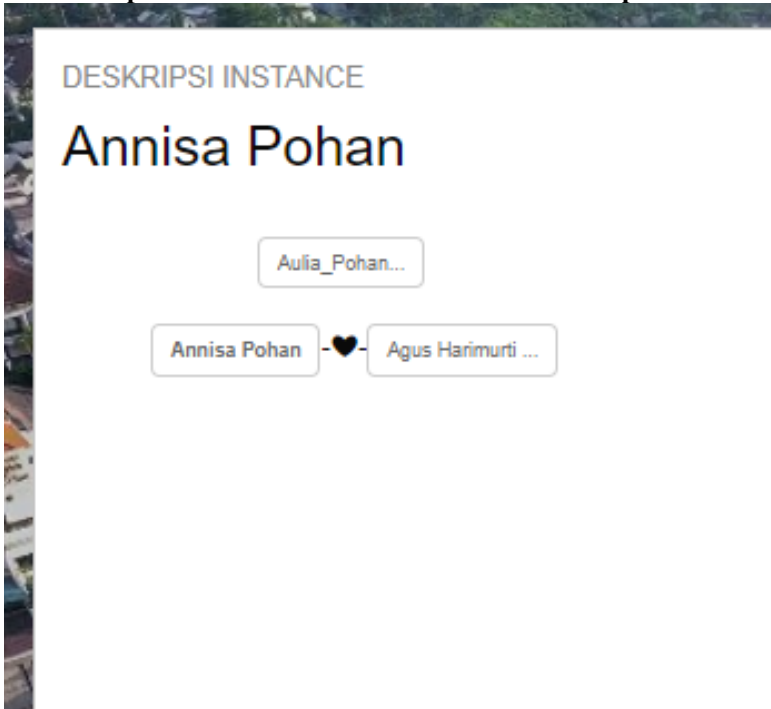 DESKRIPSI INSTANCE
Annisa Pohan
Aulia_Pohan...
Annisa Pohan -♥- Agus Harimurti ...